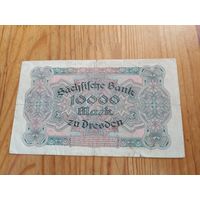 Sächsische Bank
10000
Mark
zu Dresden